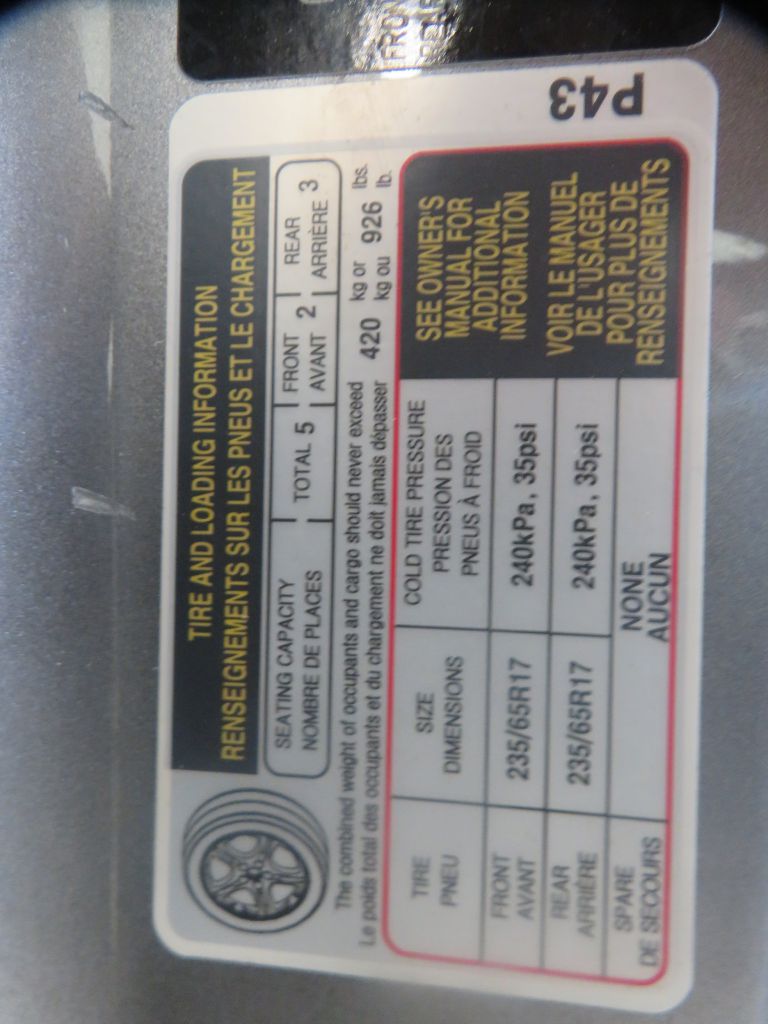 FRO
P43
TIRE AND LOADING INFORMATION
RENSEIGNEMENTS SUR LES PNEUS ET LE CHARGEMENT
SEATING CAPACITY
NOMBRE DE PLACES
TOTAL 5
FRONT
AVANT 2
REAR
ARRIÈRE 3
The combined weight of occupants and cargo should never exceed 420 kg or 926 lbs.
Le poids total des occupants et du chargement ne doit jamais dépasser 420 kg ou 926 lb.
TIRE
PNEU
SIZE
DIMENSIONS
COLD TIRE PRESSURE
PRESSION DES
PNEUS À FROID
FRONT
AVANT
235/65R17
240kPa, 35psi
REAR
ARRIÈRE
235/65R17
240kPa, 35psi
SPARE
DE SECOURS
NONE
AUCUN
SEE OWNER'S
MANUAL FOR
ADDITIONAL
INFORMATION
VOIR LE MANUEL
DE L'USAGER
POUR PLUS DE
RENSEIGNEMENTS